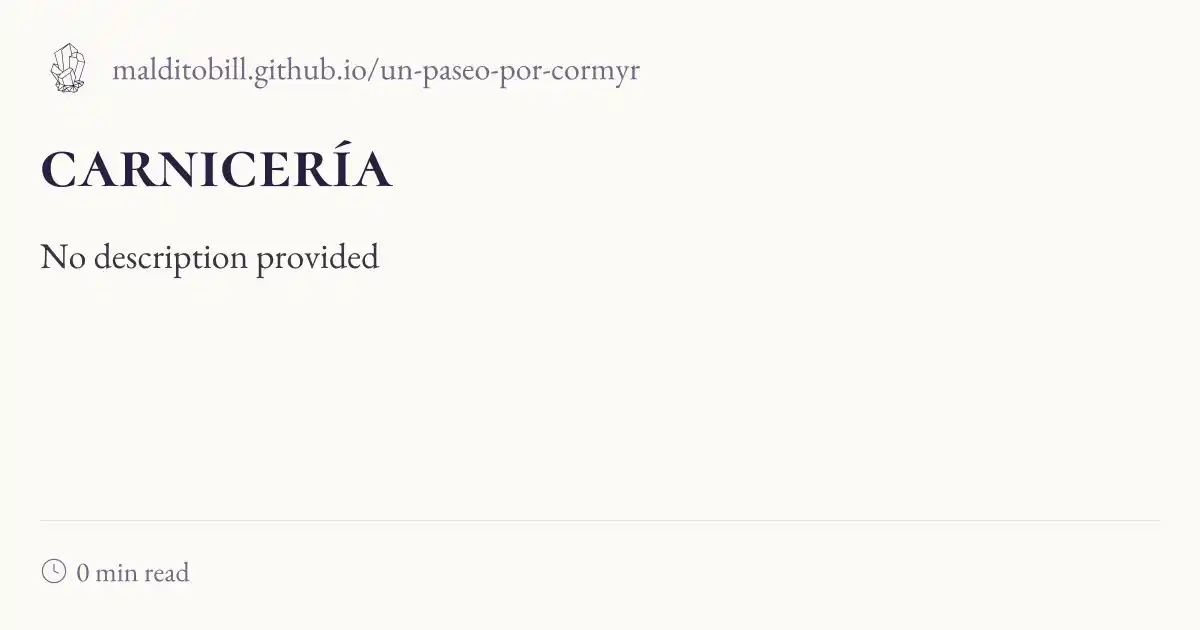 malditobill.github.io/un-paseo-por-cormyr
CARNICERÍA
No description provided
0 min read